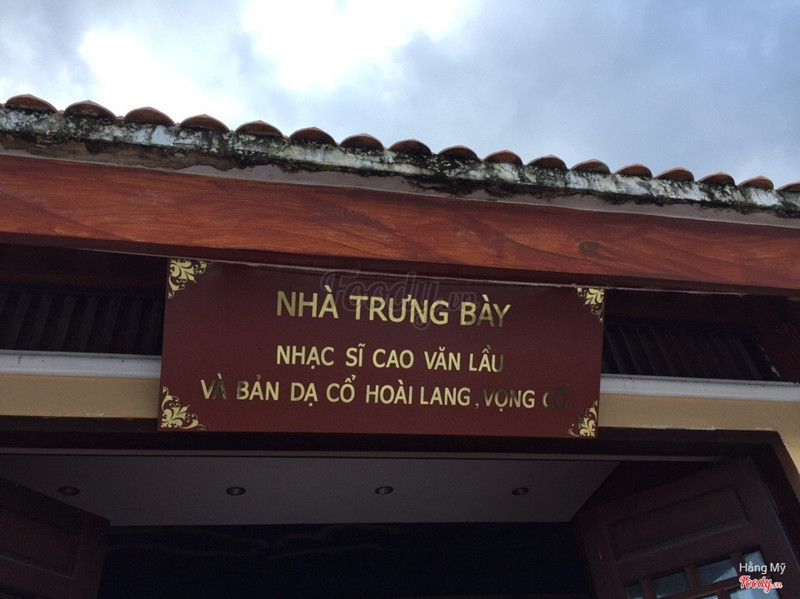 NHÀ TRƯNG BÀY
NHẠC SĨ CAO VĂN LẦU
VÀ BẢN DẠ CỔ HOÀI LANG, VỌNG CỔ
Foody.vn
Hằng Mỹ
Foody.vn